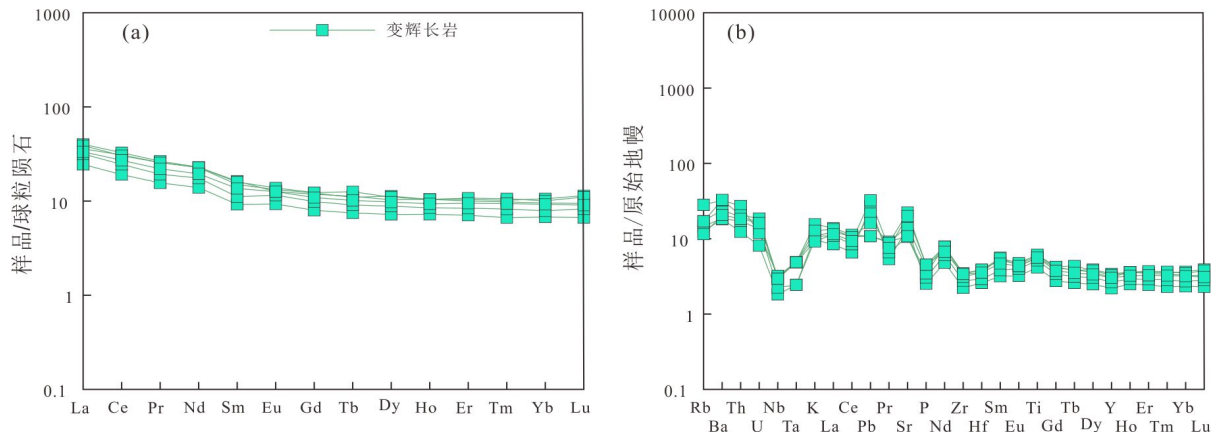 (a)
变辉长岩
1000
100
10
1
0.1
样品/球粒陨石
La Ce Pr Nd Sm Eu Gd Tb Dy Ho Er Tm Yb Lu
(b)
10000
1000
100
10
1
0.1
样品/原始地幔
Rb Th Nb K Ce Pr P Zr Sm Ti Tb Y Er Yb
Ba U Ta La Pb Sr Nd Hf Eu Gd Dy Ho Tm Lu